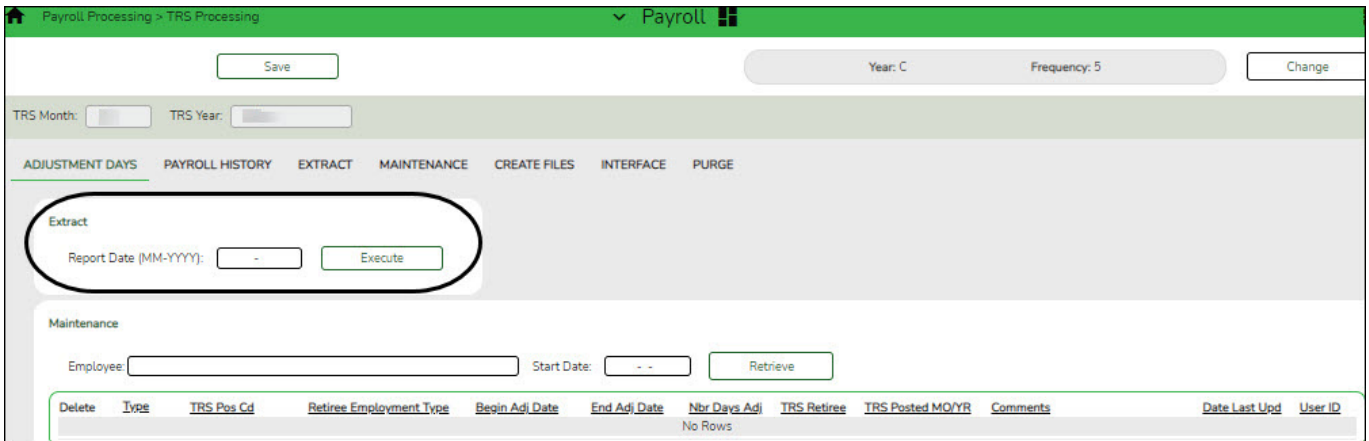 Payroll Processing > TRS Processing Payroll
Save Year: C Frequency: 5 Change
TRS Month: TRS Year:
ADJUSTMENT DAYS PAYROLL HISTORY EXTRACT MAINTENANCE CREATE FILES INTERFACE PURGE
Extract
Report Date (MM-YYYY): - Execute
Maintenance
Employee: Start Date: - - Retrieve
Delete Type TRS Pos Cd Retiree Employment Type Begin Adj Date End Adj Date Nbr Days Adj TRS Retiree TRS Posted MO/YR Comments Date Last Upd User ID
No Rows